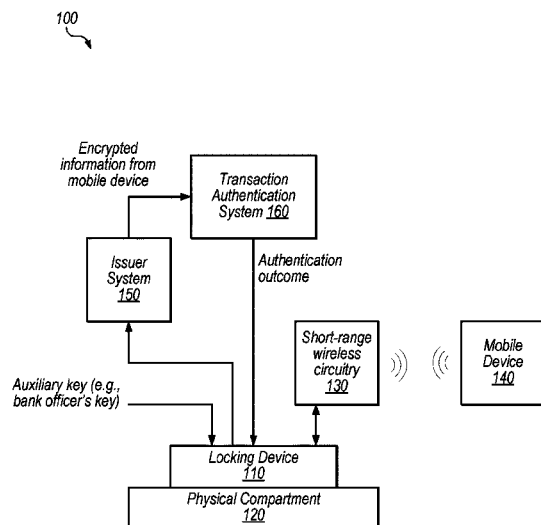 100
Encrypted
information from
mobile device
Transaction
Authentication
System 160
Issuer
System
150
Authentication
outcome
Short-range
wireless
circuitry
130
Mobile
Device
140
Auxiliary key (e.g.,
bank officer's key)
Locking Device
110
Physical Compartment
120